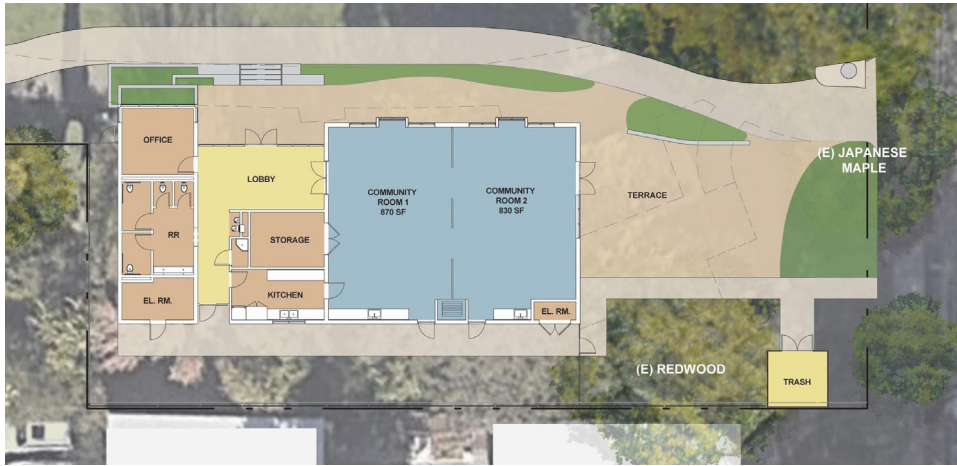 OFFICE
LOBBY
(E) JAPANESE
MAPLE
COMMUNITY
ROOM 1
870 SF
COMMUNITY
ROOM 2
830 SF
TERRACE
RR
STORAGE
KITCHEN
EL. RM.
EL. RM.
(E) REDWOOD
TRASH